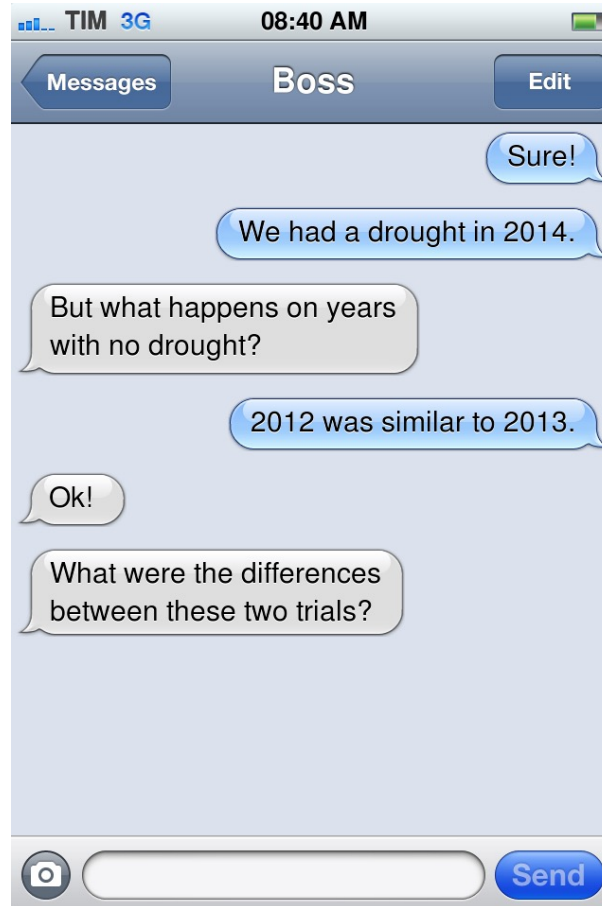 TIM 3G 08:40 AM
Messages Boss Edit
Sure!
We had a drought in 2014.
But what happens on years
with no drought?
2012 was similar to 2013.
Ok!
What were the differences
between these two trials?
Send